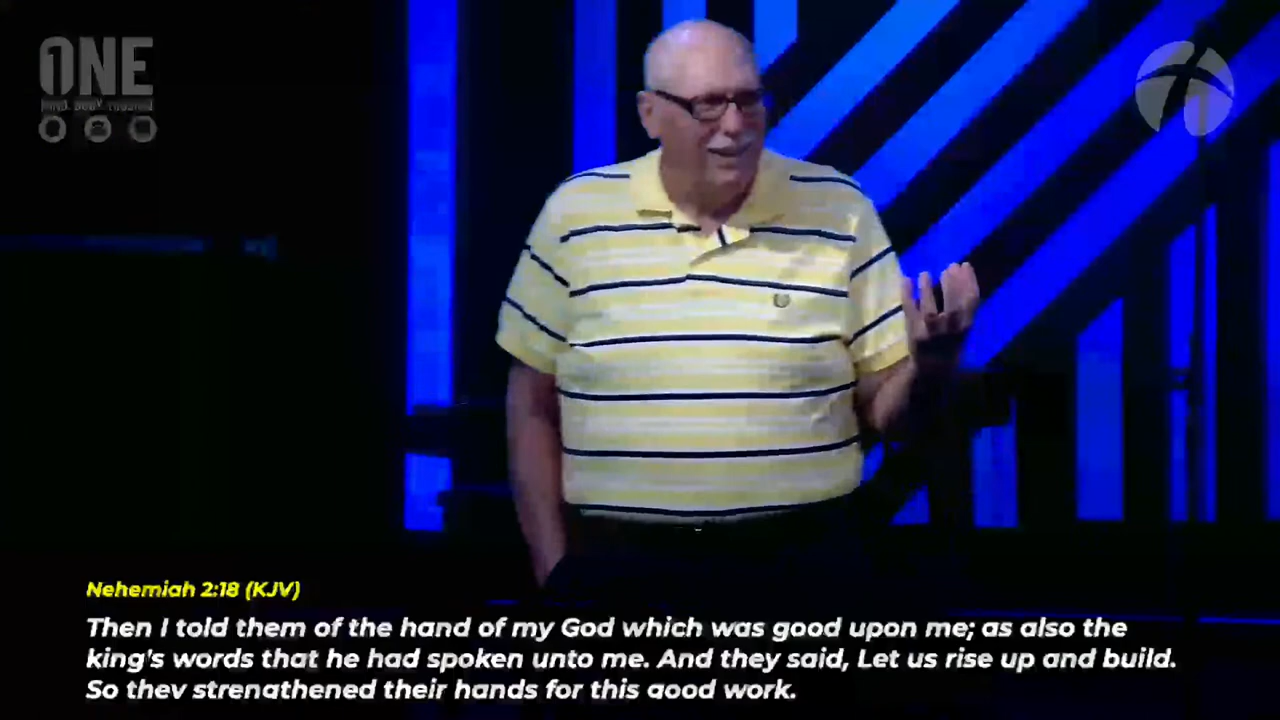 ONE
Nehemiah 2:18 (KJV)
Then I told them of the hand of my God which was good upon me; as also the
king's words that he had spoken unto me. And they said, Let us rise up and build.
So they strengthened their hands for this good work.